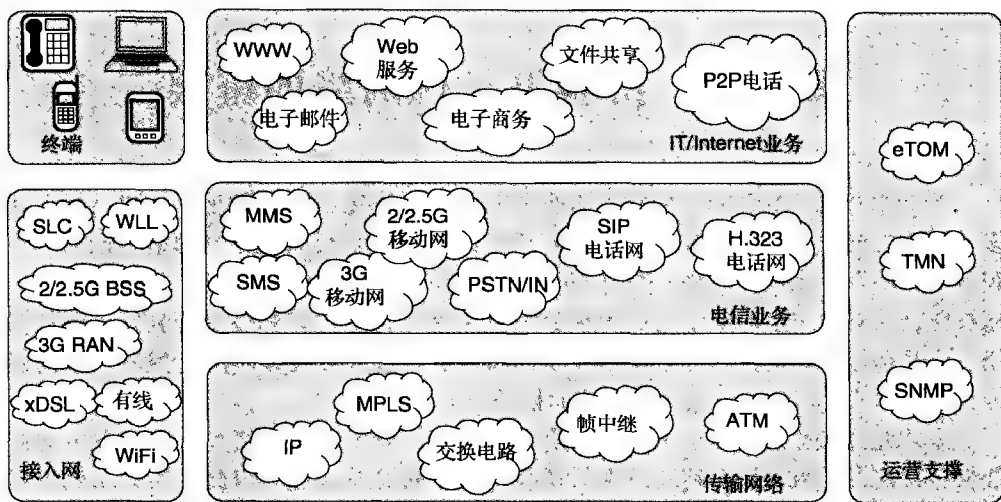 终端
WWW
Web
服务
文件共享
P2P电话
电子邮件
电子商务
IT/Internet业务
SLC
WLL
2/2.5G BSS
3G RAN
xDSL
有线
WiFi
接入网
MMS
2/2.5G
移动网
SIP
电话网
H.323
电话网
SMS
3G
移动网
PSTN/IN
电信业务
MPLS
IP
交换电路
帧中继
ATM
传输网络
eTOM
TMN
SNMP
运营支撑